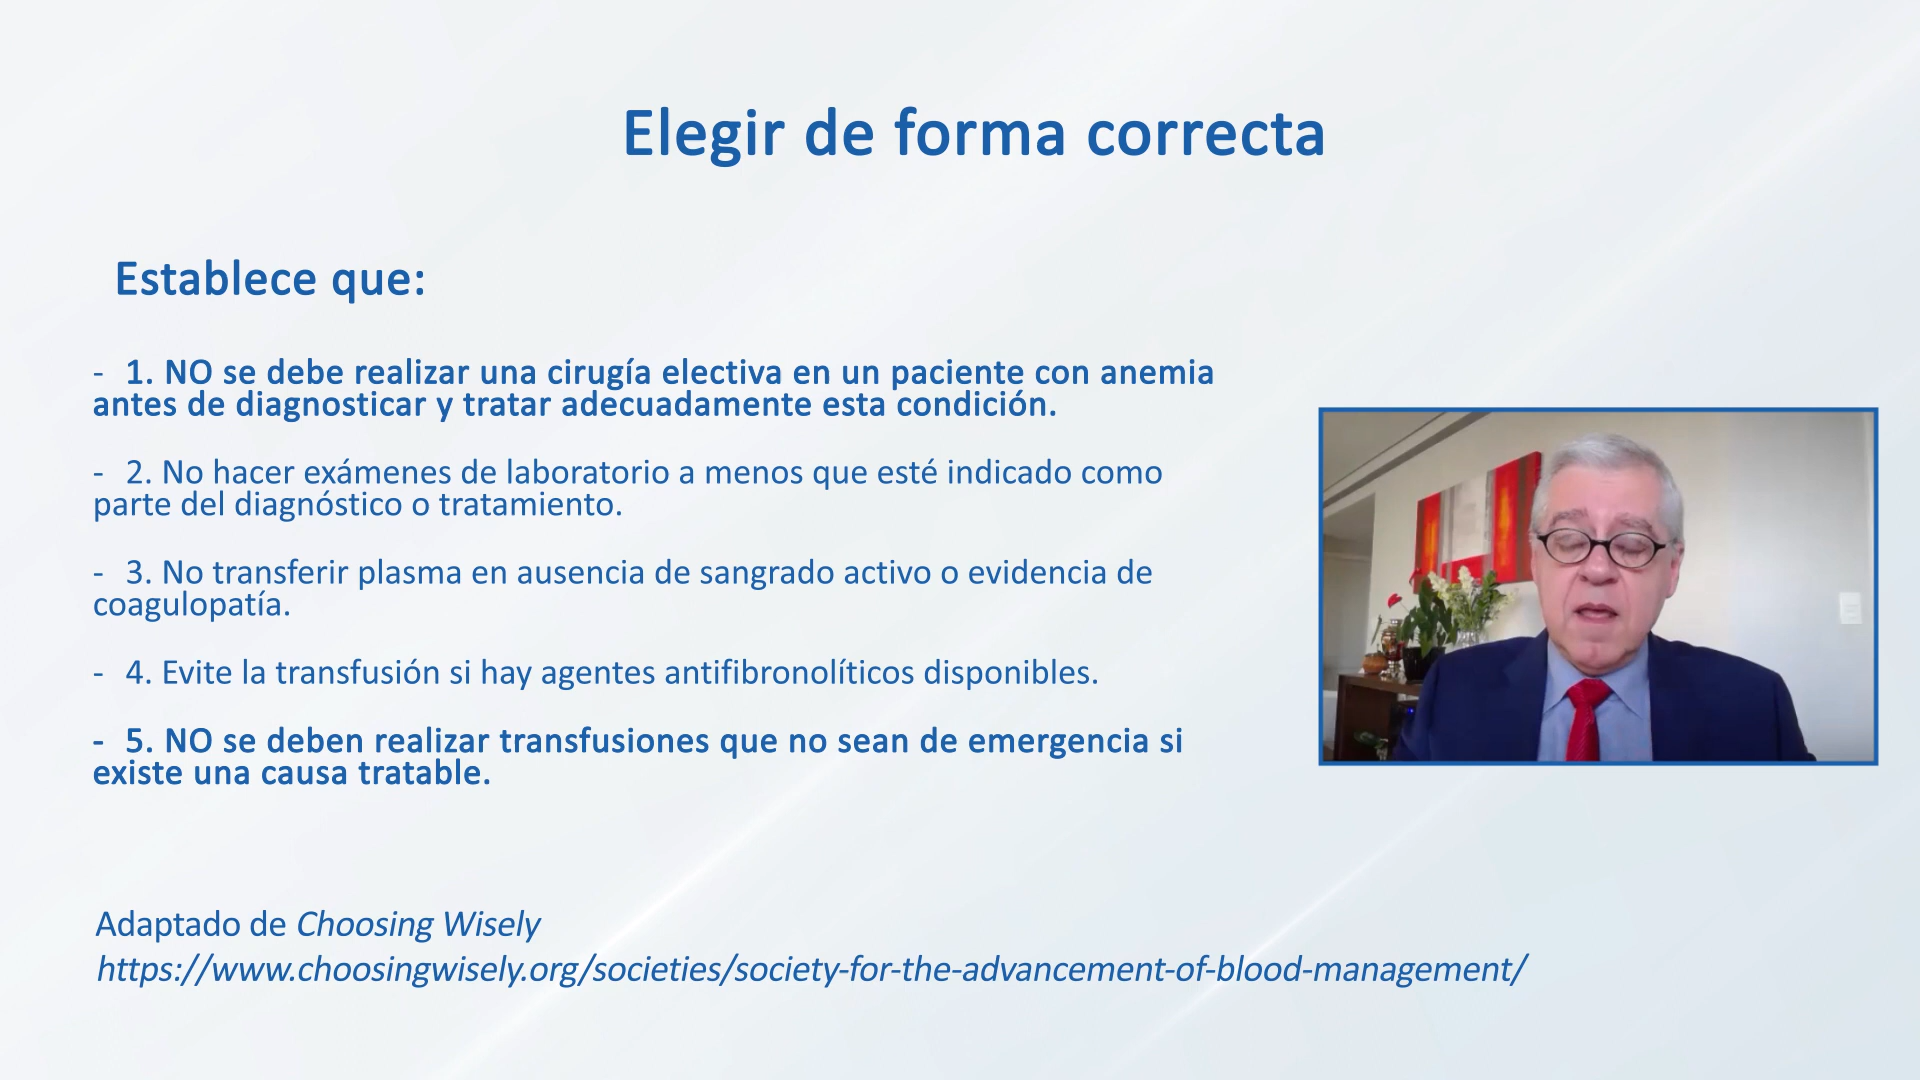 Elegir de forma correcta
Establece que:
- 1. NO se debe realizar una cirugía electiva en un paciente con anemia
antes de diagnosticar y tratar adecuadamente esta condición.
- 2. No hacer exámenes de laboratorio a menos que esté indicado como
parte del diagnóstico o tratamiento.
- 3. No transferir plasma en ausencia de sangrado activo o evidencia de
coagulopatía.
- 4. Evite la transfusión si hay agentes antifibronolíticos disponibles.
- 5. NO se deben realizar transfusiones que no sean de emergencia si
existe una causa tratable.
Adaptado de Choosing Wisely
https://www.choosingwisely.org/societies/society-for-the-advancement-of-blood-management/